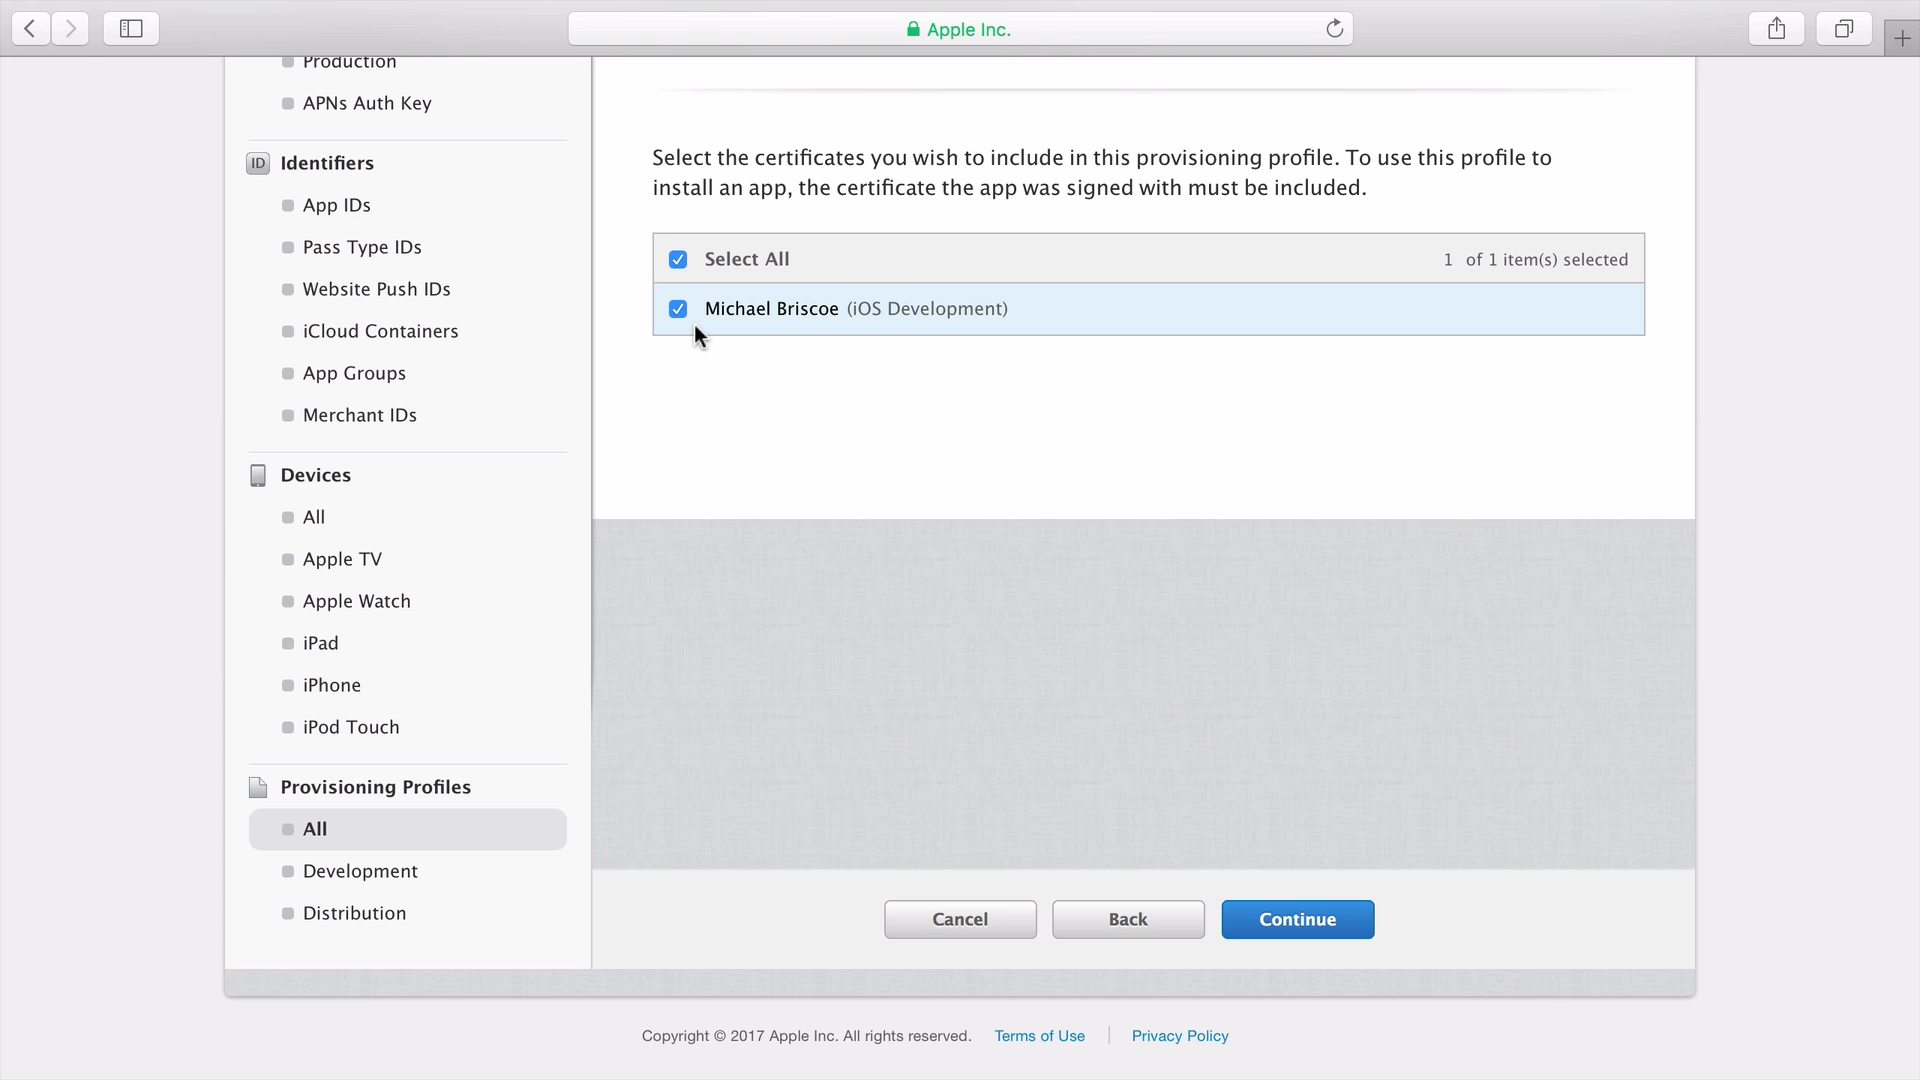 Apple Inc.
Production
APNs Auth Key
ID Identifiers
App IDs
Pass Type IDs
Website Push IDs
iCloud Containers
App Groups
Merchant IDs
Devices
All
Apple TV
Apple Watch
iPad
iPhone
iPod Touch
Provisioning Profiles
All
Development
Distribution
Select the certificates you wish to include in this provisioning profile. To use this profile to
install an app, the certificate the app was signed with must be included.
Select All 1 of 1 item(s) selected
Michael Briscoe (iOS Development)
Cancel Back Continue
Copyright © 2017 Apple Inc. All rights reserved. Terms of Use Privacy Policy